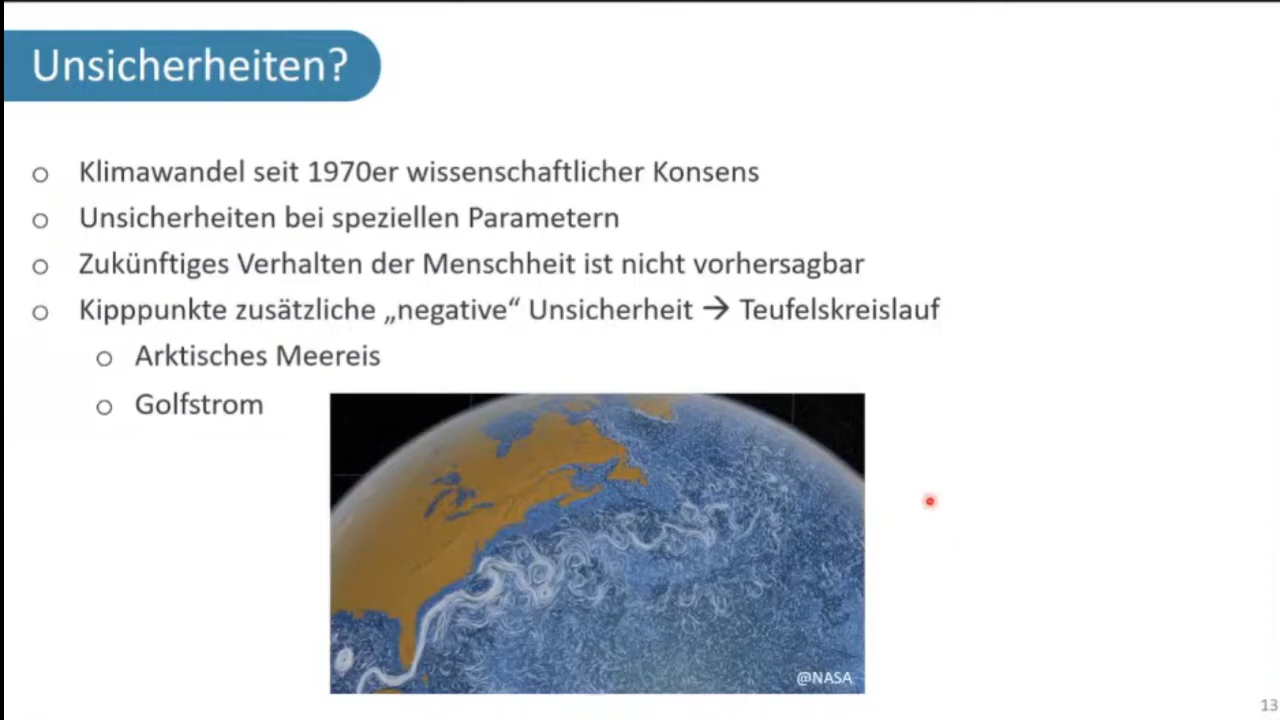 Unsicherheiten?
Klimawandel seit 1970er wissenschaftlicher Konsens
Unsicherheiten bei speziellen Parametern
Zukünftiges Verhalten der Menschheit ist nicht vorhersagbar
Kipppunkte zusätzliche „negative“ Unsicherheit → Teufelskreislauf
Arktisches Meereis
Golfstrom
@NASA
13